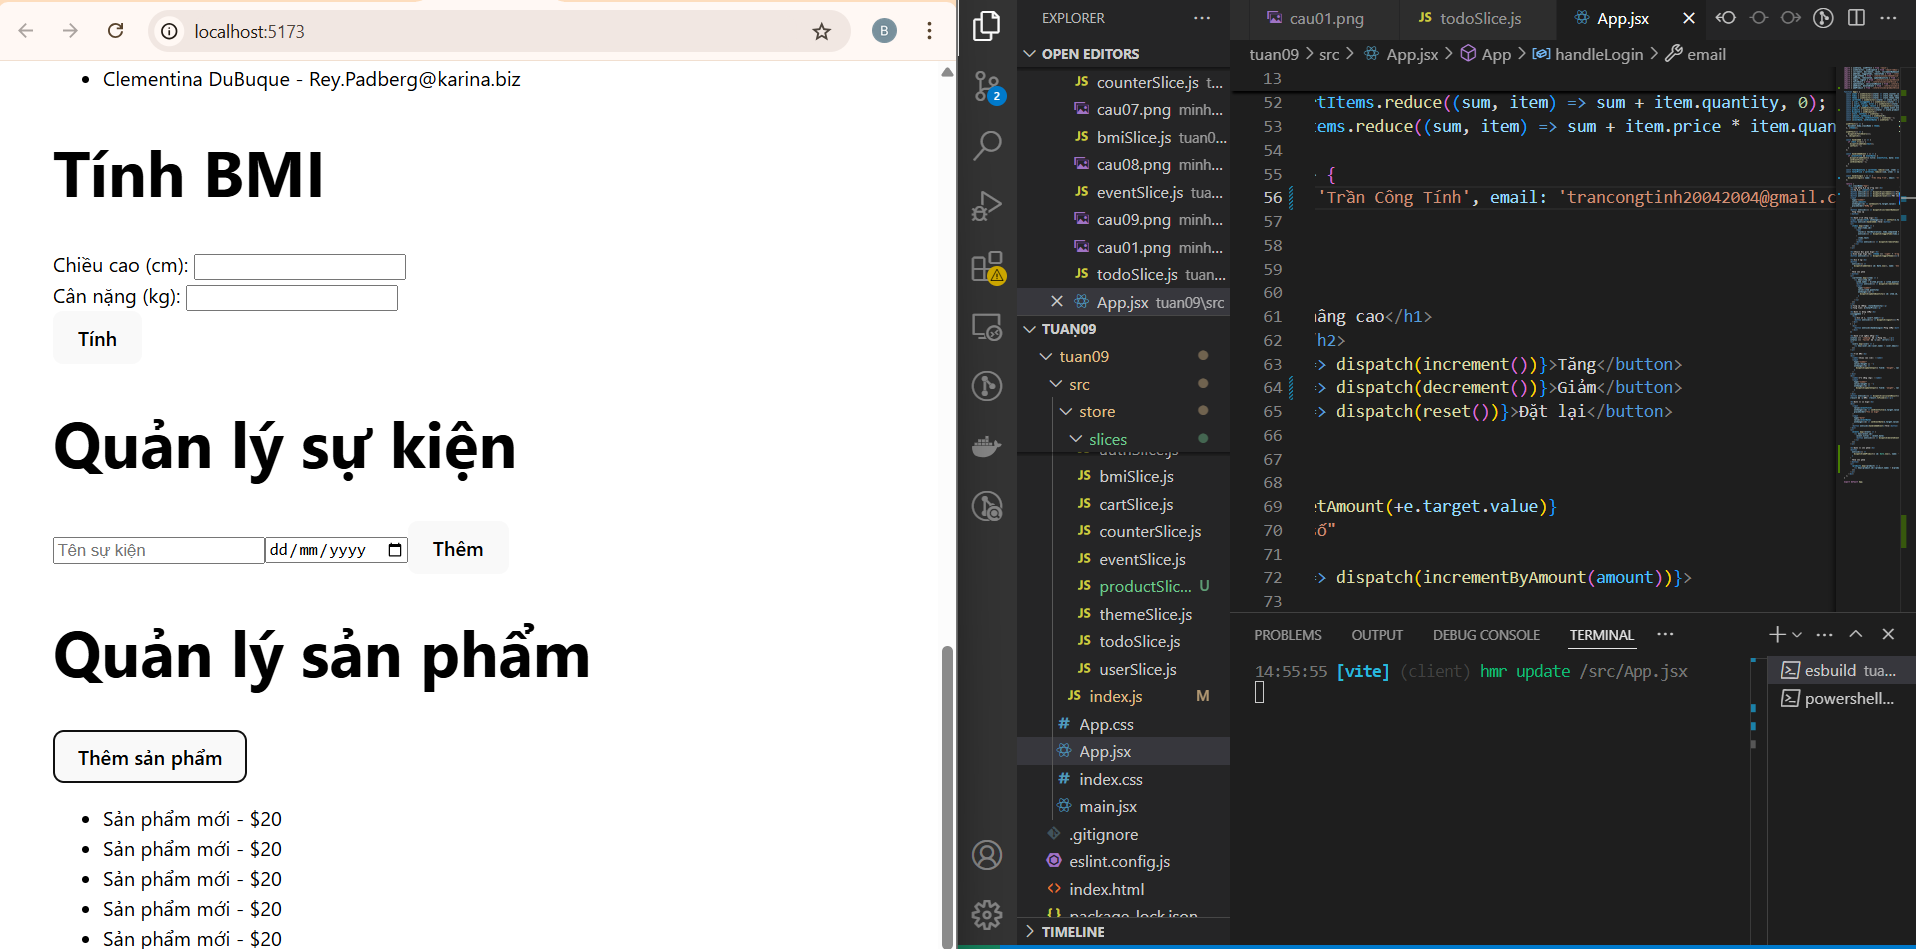 localhost:5173
B
Clementina DuBuque - Rey.Padberg@karina.biz
Tính BMI
Chiều cao (cm):
Cân nặng (kg):
Tính
Quản lý sự kiện
Tên sự kiện
dd/mm/yyyy
Thêm
Quản lý sản phẩm
Thêm sản phẩm
Sản phẩm mới - $20
Sản phẩm mới - $20
Sản phẩm mới - $20
Sản phẩm mới - $20
Sản phẩm mới - $20
2
EXPLORER
OPEN EDITORS
JS counterSlice.js t...
cau07.png minh...
JS bmiSlice.js tuan0...
cau08.png minh...
JS eventSlice.js tua...
cau09.png minh...
cau01.png minh...
JS todoSlice.js tuan...
App.jsx tuan09\src
TUAN09
tuan09
src
store
slices
authSlice.js
JS bmiSlice.js
JS cartSlice.js
JS counterSlice.js
JS eventSlice.js
JS productSlic... U
JS themeSlice.js
JS todoSlice.js
JS userSlice.js
JS index.js M
# App.css
App.jsx
# index.css
main.jsx
.gitignore
eslint.config.js
<> index.html
{} package-lock.json
TIMELINE
cau01.png
JS todoSlice.js
App.jsx
tuan09 > src > App.jsx > App > handleLogin > email
13
52 tItems.reduce((sum, item) => sum + item.quantity, 0);
53 ems.reduce((sum, item) => sum + item.price * item.quan
54
55 {
56 'Trần Công Tính', email: 'trancongtinh20042004@gmail.c
57
58
59
60
61 nâng cao</h1>
62 /h2>
63 => dispatch(increment())}>Tăng</button>
64 => dispatch(decrement())}>Giảm</button>
65 => dispatch(reset())}>Đặt lại</button>
66
67
68
69 etAmount(+e.target.value)}
70 số"
71
72 => dispatch(incrementByAmount(amount))}>
73
PROBLEMS OUTPUT DEBUG CONSOLE TERMINAL
14:55:55 [vite] (client) hmr update /src/App.jsx
esbuild tua...
powershell...